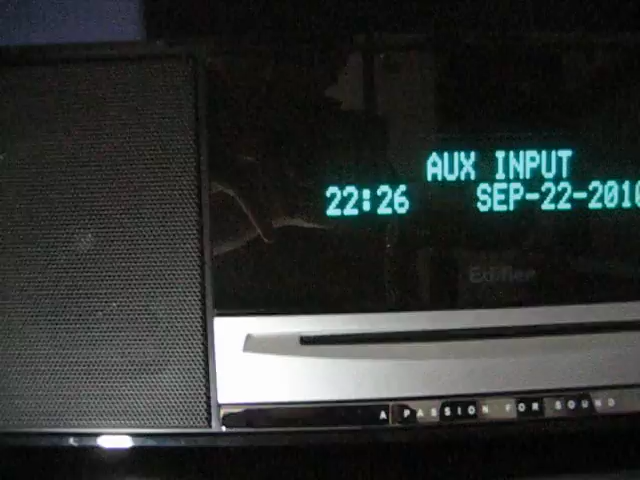 AUX INPUT
22:26 SEP-22-2010
Edifier
A PASSION FOR SOUND